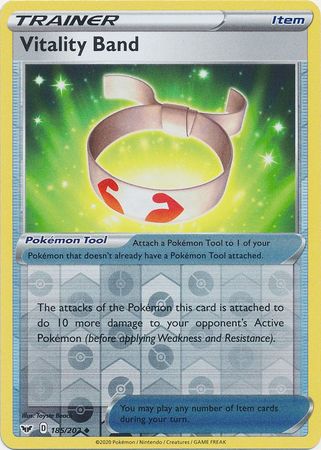 TRAINER
Item
Vitality Band
Pokémon Tool
Attach a Pokémon Tool to 1 of your
Pokémon that doesn't already have a Pokémon Tool attached.
The attacks of the Pokémon this card is attached to
do 10 more damage to your opponent's Active
Pokémon (before applying Weakness and Resistance).
Illus. Toyste Beach
D
185/202
You may play any number of Item cards
during your turn.
©2020 Pokémon / Nintendo / Creatures / GAME FREAK